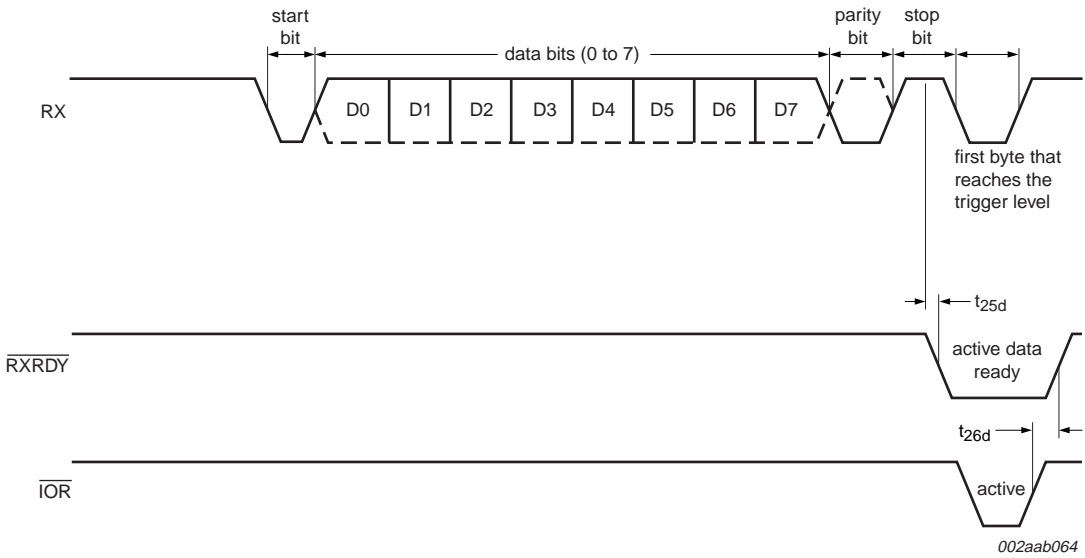 start
bit
data bits (0 to 7)
parity
bit
stop
bit
RX
D0 D1 D2 D3 D4 D5 D6 D7
first byte that
reaches the
trigger level
t25d
RXRDY
active data
ready
t26d
IOR
active
002aab064